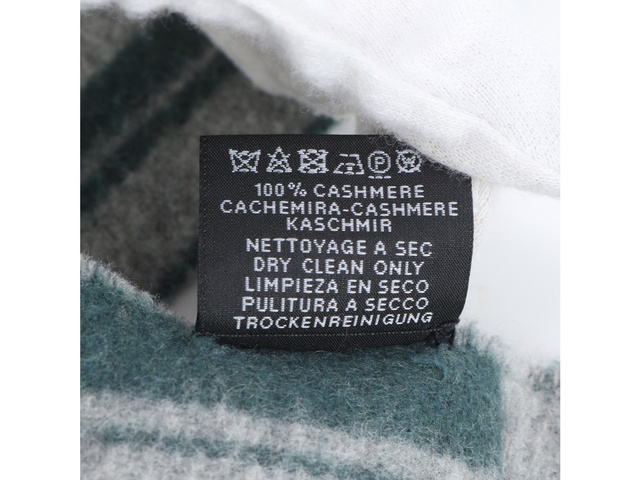 100% CASHMERE
CACHEMIRA-CASHMERE
KASCHMIR
NETTOYAGE A SEC
DRY CLEAN ONLY
LIMPIEZA EN SECO
PULITURA A SECCO
TROCKENREINIGUNG